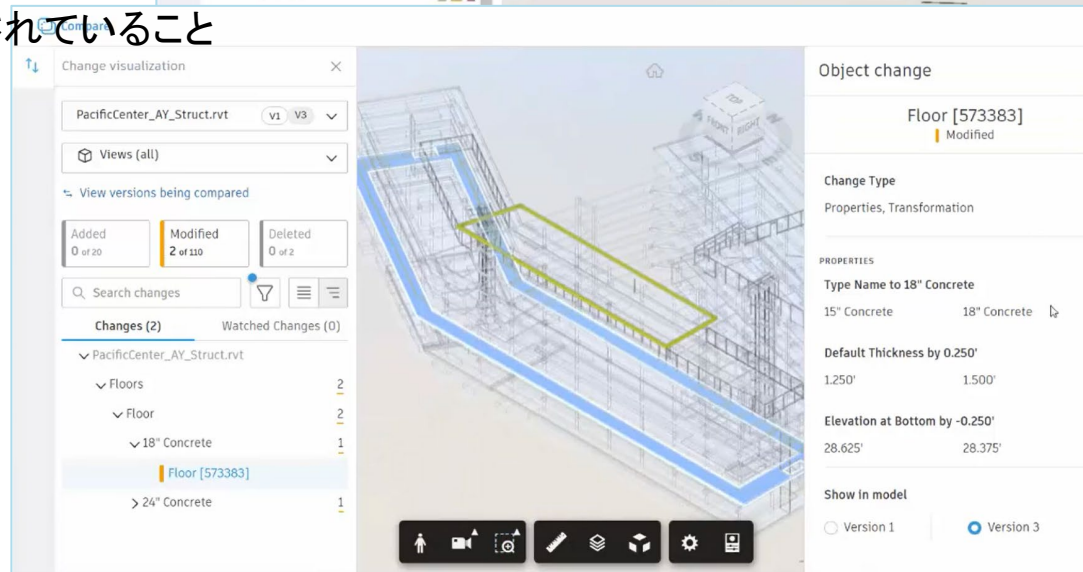 れていること
Compare
Change visualization
PacificCenter_AY_Struct.rvt V1 V3
Views (all)
View versions being compared
Added
0 of 20
Modified
2 of 110
Deleted
0 of 2
Search changes
Changes (2) Watched Changes (0)
PacificCenter_AY_Struct.rvt
Floors 2
Floor 2
18" Concrete 1
Floor [573383]
24" Concrete 1
TOP
FRONT
RIGHT
Object change
Floor [573383]
Modified
Change Type
Properties, Transformation
PROPERTIES
Type Name to 18" Concrete
15" Concrete 18" Concrete
Default Thickness by 0.250'
1.250' 1.500'
Elevation at Bottom by -0.250'
28.625' 28.375'
Show in model
Version 1 Version 3